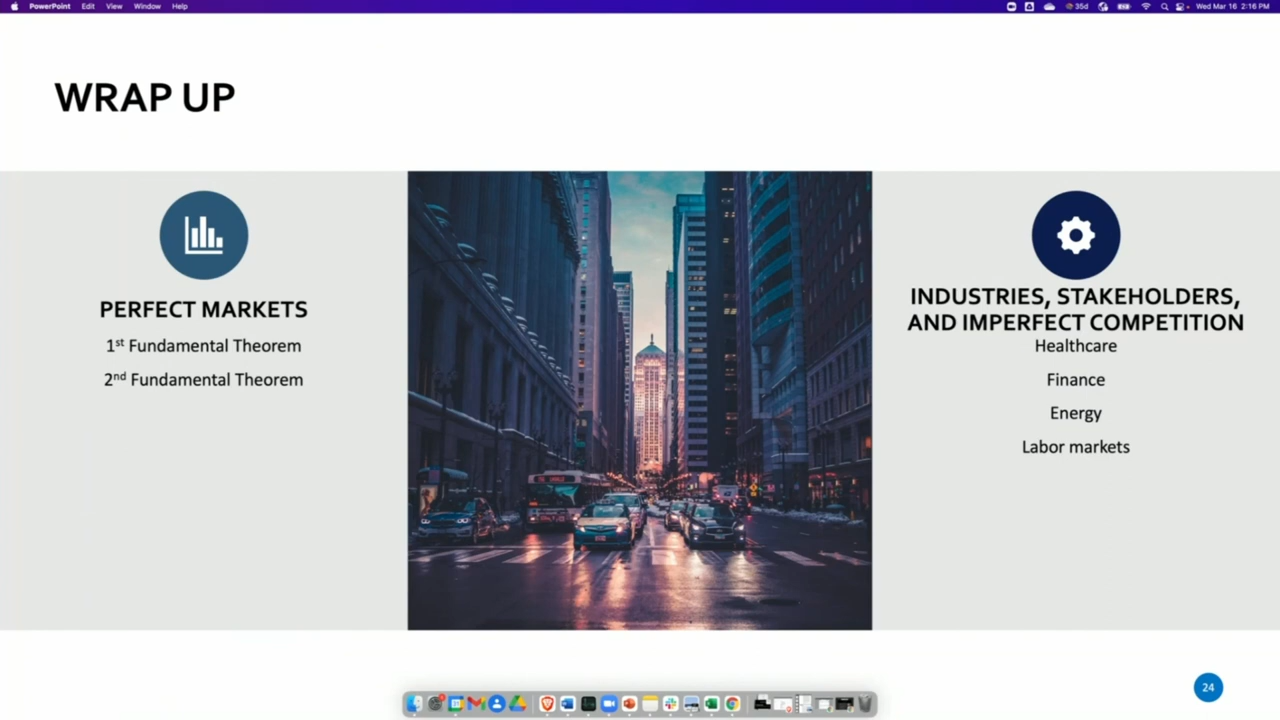 PowerPoint Edit View Window Help
35d Wed Mar 16 2:16 PM
WRAP UP
PERFECT MARKETS
1st Fundamental Theorem
2nd Fundamental Theorem
INDUSTRIES, STAKEHOLDERS,
AND IMPERFECT COMPETITION
Healthcare
Finance
Energy
Labor markets
24